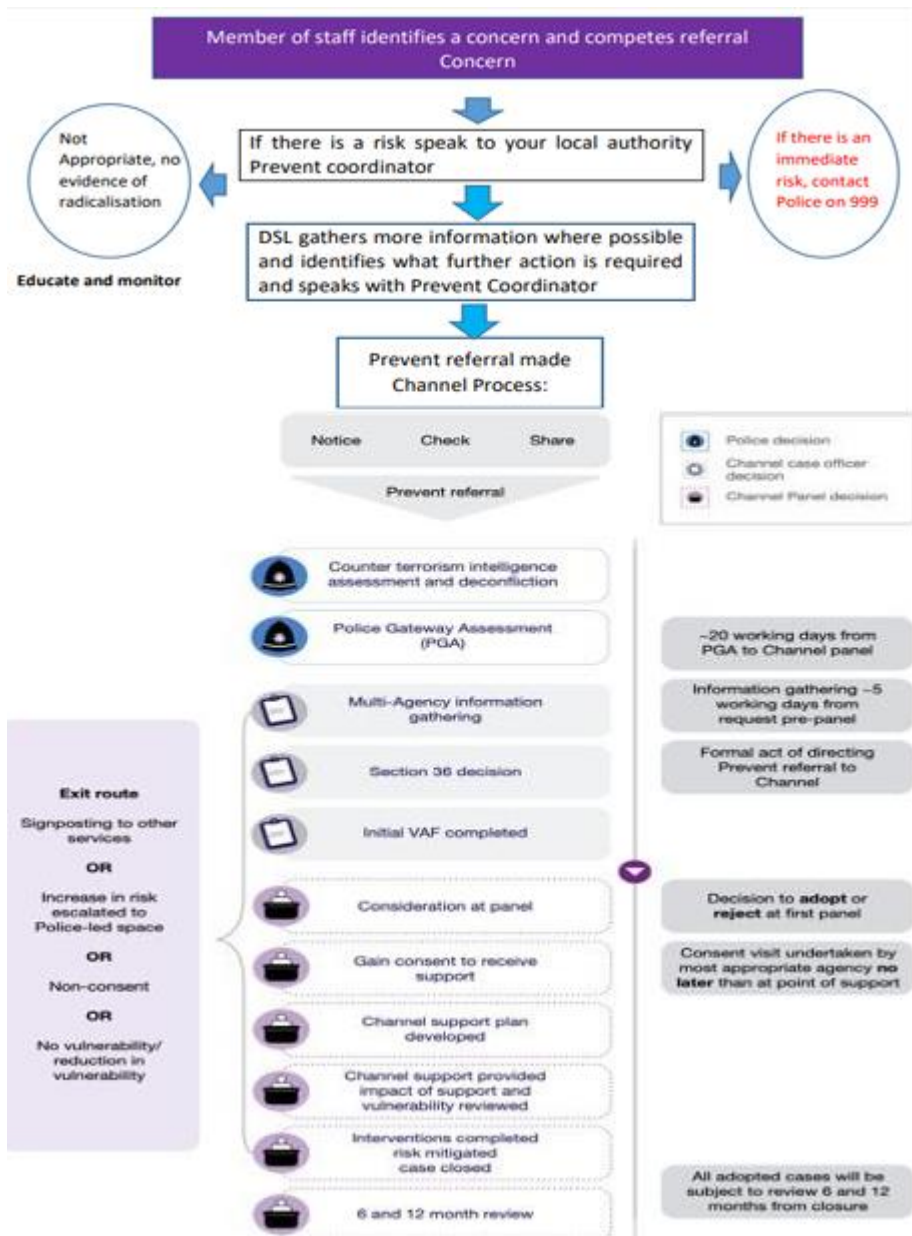 Member of staff identifies a concern and competes referral
Concern
Not
Appropriate, no
evidence of
radicalisation
If there is a risk speak to your local authority
Prevent coordinator
If there is an
immediate
risk, contact
Police on 999
Educate and monitor
DSL gathers more information where possible
and identifies what further action is required
and speaks with Prevent Coordinator
Prevent referral made
Channel Process:
Notice Check Share
Prevent referral
Police decision
Channel case officer
decision
Channel Panel decision
Counter terrorism intelligence
assessment and deconfliction
Police Gateway Assessment
(PGA)
~20 working days from
PGA to Channel panel
Multi-Agency information
gathering
Information gathering ~5
working days from
request pre-panel
Section 36 decision
Formal act of directing
Prevent referral to
Channel
Initial VAF completed
Exit route
Signposting to other
services
OR
Increase in risk
escalated to
Police-led space
OR
Non-consent
OR
No vulnerability/
reduction in
vulnerability
Consideration at panel
Decision to adopt or
reject at first panel
Gain consent to receive
support
Consent visit undertaken by
most appropriate agency no
later than at point of support
Channel support plan
developed
Channel support provided
impact of support and
vulnerability reviewed
Interventions completed
risk mitigated
case closed
6 and 12 month review
All adopted cases will be
subject to review 6 and 12
months from closure